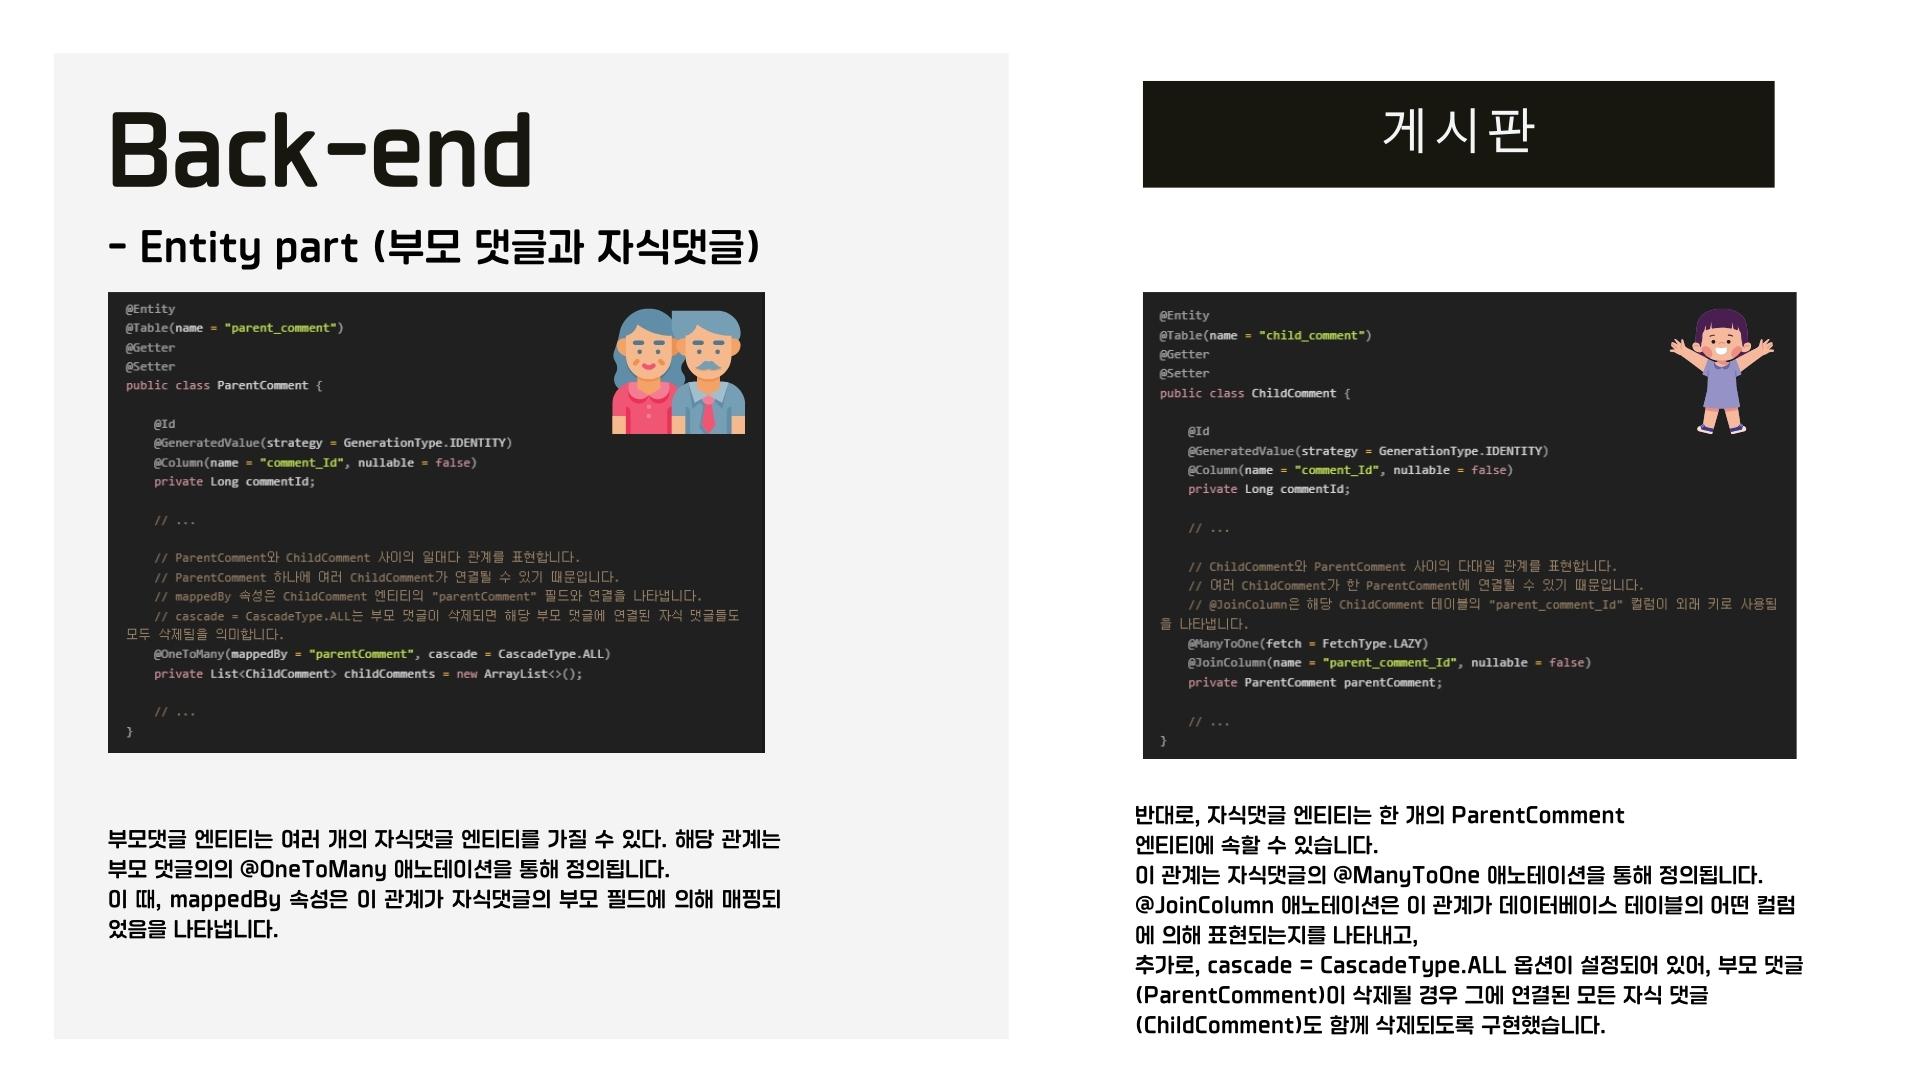 Back-end
- Entity part (부모 댓글과 자식댓글)
@Entity
@Table(name = "parent_comment")
@Getter
@Setter
public class ParentComment {
@Id
@GeneratedValue(strategy = GenerationType.IDENTITY)
@Column(name = "comment_Id", nullable = false)
private Long commentId;
// ...
// ParentComment와 ChildComment 사이의 일대다 관계를 표현합니다.
// ParentComment 하나에 여러 ChildComment가 연결될 수 있기 때문입니다.
// mappedBy 속성은 ChildComment 엔티티의 "parentComment" 필드와 연결을 나타냅니다.
// cascade = CascadeType.ALL는 부모 댓글이 삭제되면 해당 부모 댓글에 연결된 자식 댓글들도
모두 삭제됨을 의미합니다.
@OneToMany(mappedBy = "parentComment", cascade = CascadeType.ALL)
private List<ChildComment> childComments = new ArrayList<>();
// ...
}
부모댓글 엔티티는 여러 개의 자식댓글 엔티티를 가질 수 있다. 해당 관계는
부모 댓글의의 @OneToMany 애노테이션을 통해 정의됩니다.
이 때, mappedBy 속성은 이 관계가 자식댓글의 부모 필드에 의해 매핑되
었음을 나타냅니다.
게시판
@Entity
@Table(name = "child_comment")
@Getter
@Setter
public class ChildComment {
@Id
@GeneratedValue(strategy = GenerationType.IDENTITY)
@Column(name = "comment_Id", nullable = false)
private Long commentId;
// ...
// ChildComment와 ParentComment 사이의 다대일 관계를 표현합니다.
// 여러 ChildComment가 한 ParentComment에 연결될 수 있기 때문입니다.
// @JoinColumn은 해당 ChildComment 테이블의 "parent_comment_Id" 컬럼이 외래 키로 사용됨
을 나타냅니다.
@ManyToOne(fetch = FetchType.LAZY)
@JoinColumn(name = "parent_comment_Id", nullable = false)
private ParentComment parentComment;
// ...
}
반대로, 자식댓글 엔티티는 한 개의 ParentComment
엔티티에 속할 수 있습니다.
이 관계는 자식댓글의 @ManyToOne 애노테이션을 통해 정의됩니다.
@JoinColumn 애노테이션은 이 관계가 데이터베이스 테이블의 어떤 컬럼
에 의해 표현되는지를 나타내고,
추가로, cascade = CascadeType.ALL 옵션이 설정되어 있어, 부모 댓글
(ParentComment)이 삭제될 경우 그에 연결된 모든 자식 댓글
(ChildComment)도 함께 삭제되도록 구현했습니다.